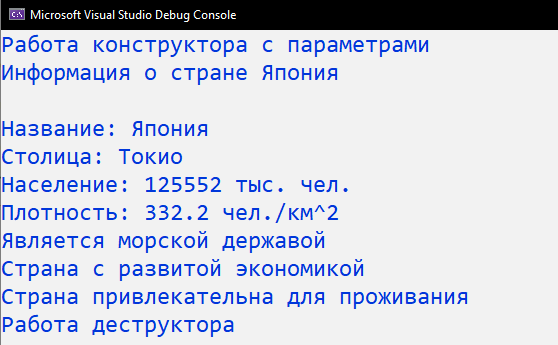 Microsoft Visual Studio Debug Console
Работа конструктора с параметрами
Информация о стране Япония
Название: Япония
Столица: Токио
Население: 125552 тыс. чел.
Плотность: 332.2 чел./км^2
Является морской державой
Страна с развитой экономикой
Страна привлекательна для проживания
Работа деструктора